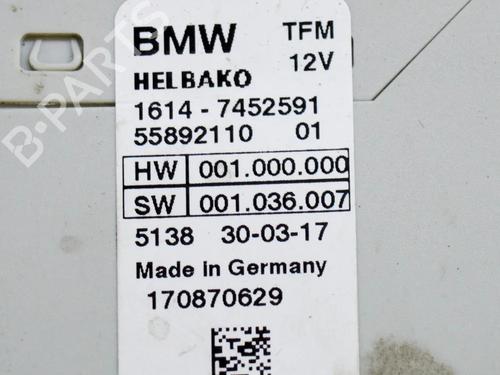 BMW TFM
12V
HELBAKO
1614 - 7452591
55892110 01
HW 001.000.000
SW 001.036.007
5138 30-03-17
Made in Germany
170870629
B-PARTS